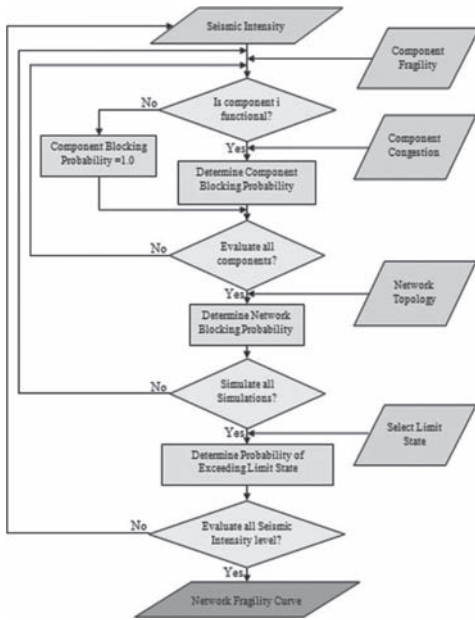 Seismic Intensity
Component
Fragility
Is component i
functional?
No
Yes
Component Blocking
Probability =1.0
Component
Congestion
Determine Component
Blocking Probability
Evaluate all
components?
No
Yes
Network
Topology
Determine Network
Blocking Probability
Simulate all
Simulations?
No
Yes
Select Limit
State
Determine Probability of
Exceeding Limit State
Evaluate all Seismic
Intensity level?
No
Yes
Network Fragility Curve